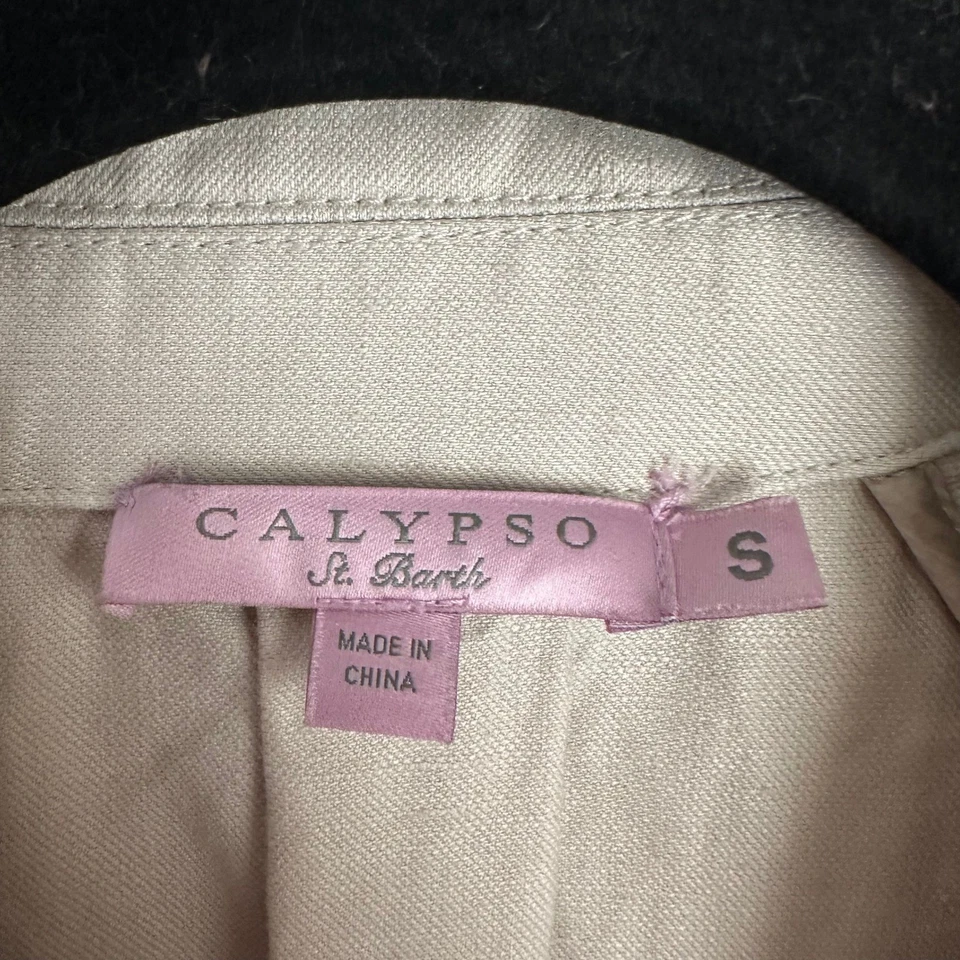 CALYPSO
St. Barth
S
MADE IN
CHINA